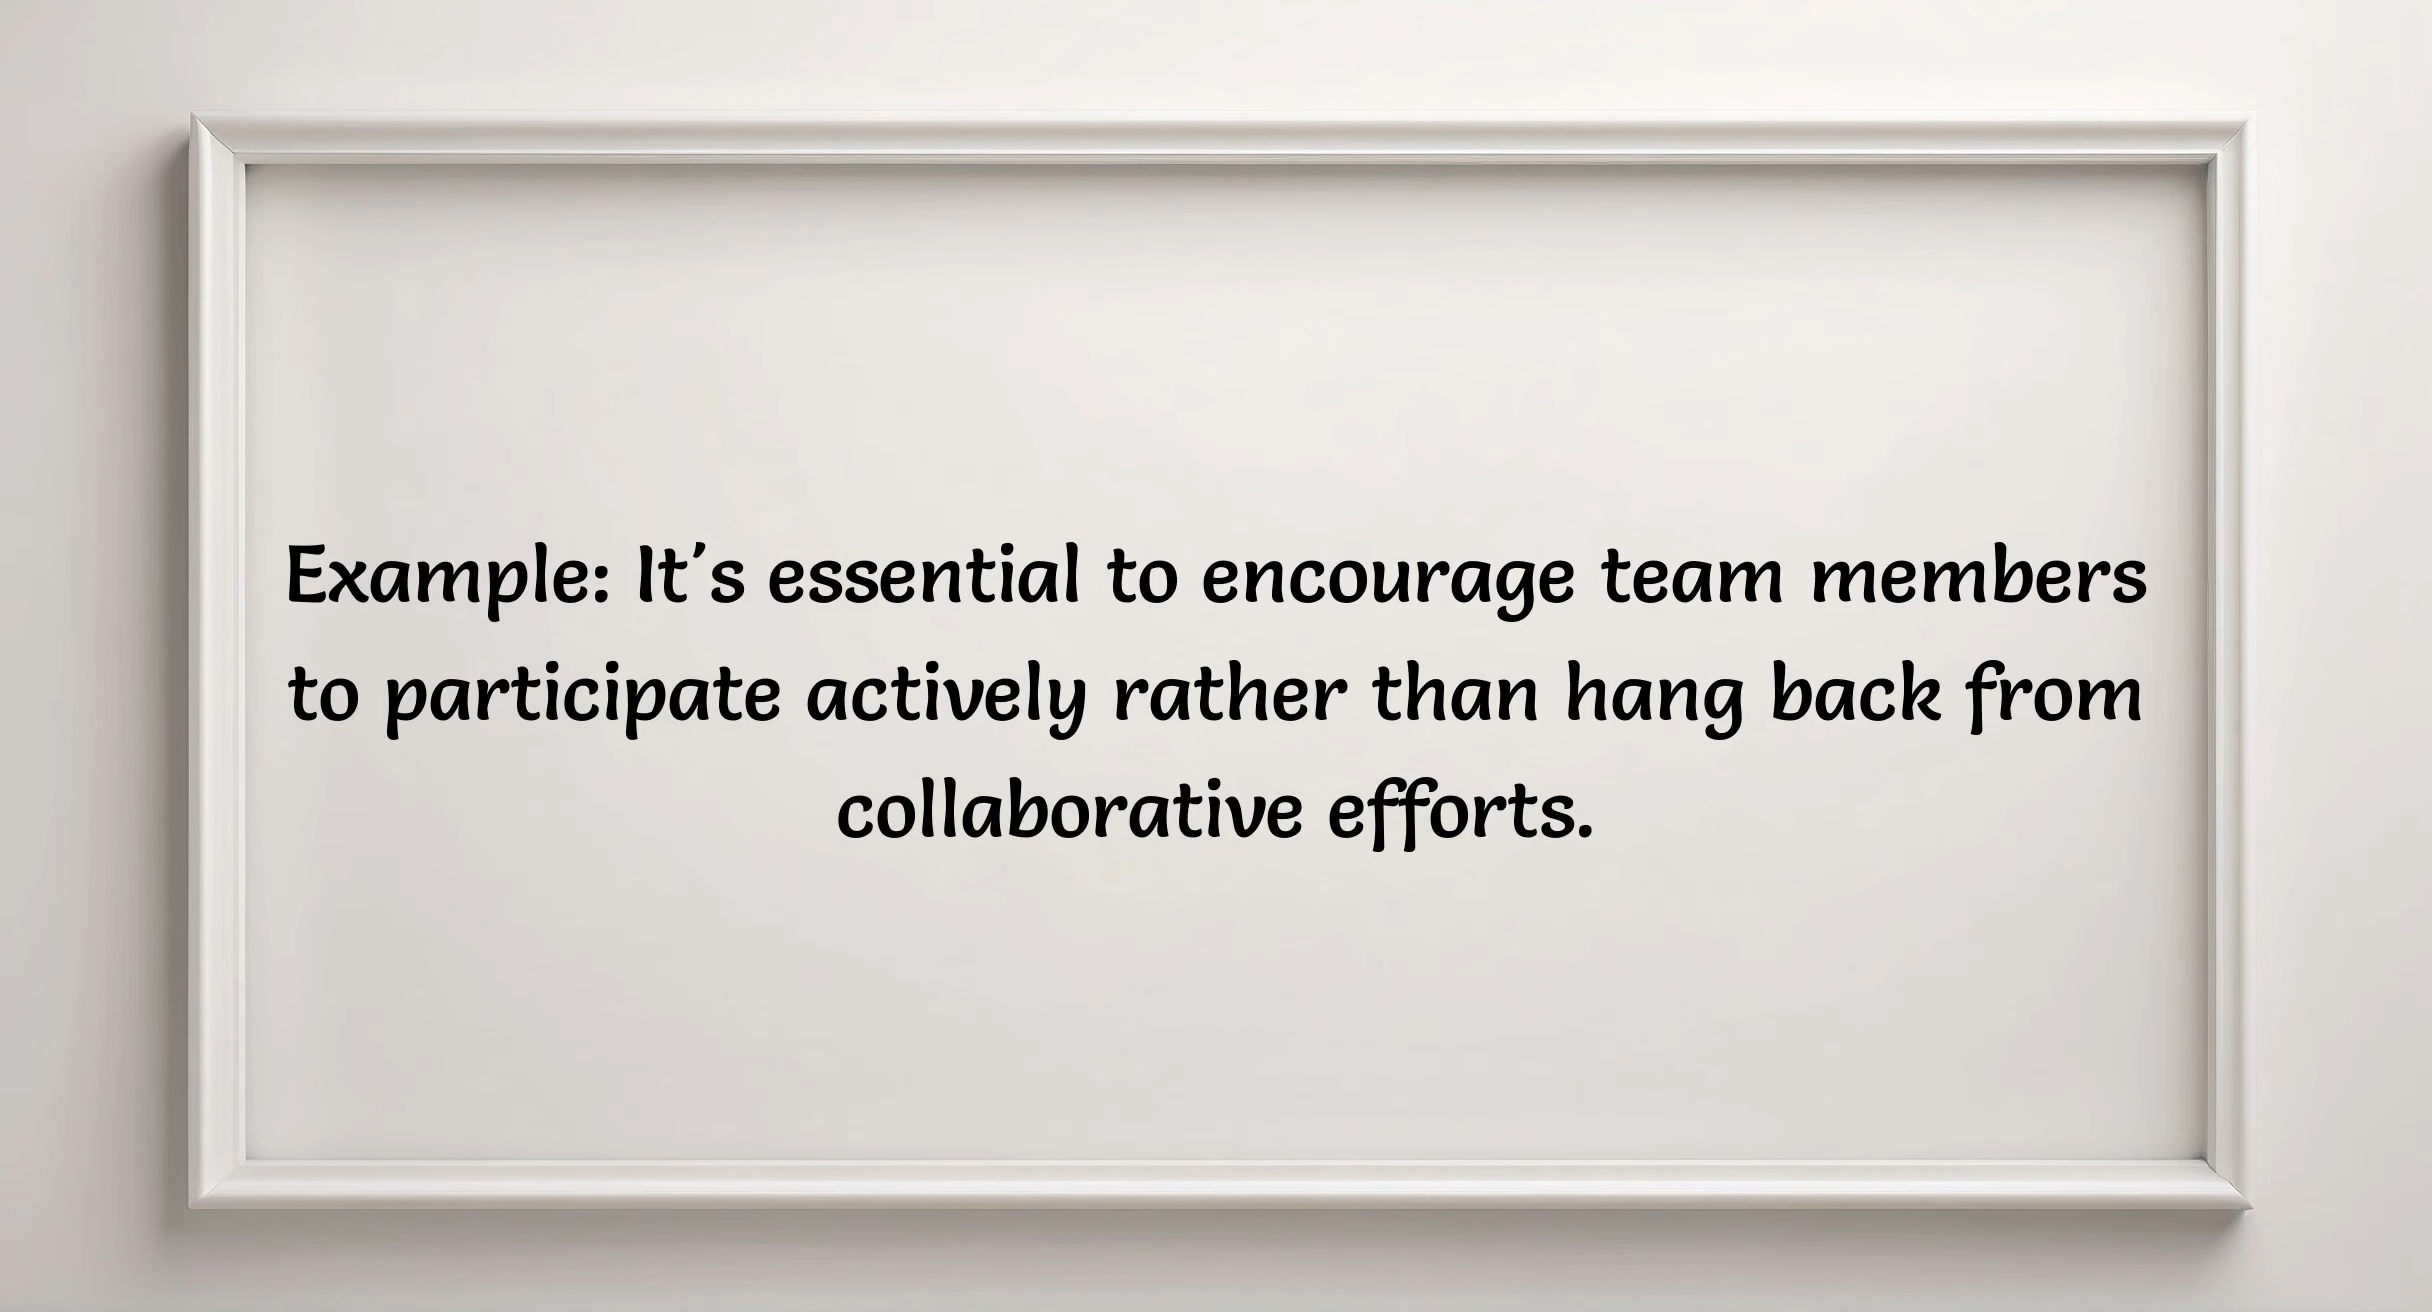 Example: It's essential to encourage team members
to participate actively rather than hang back from
collaborative efforts.